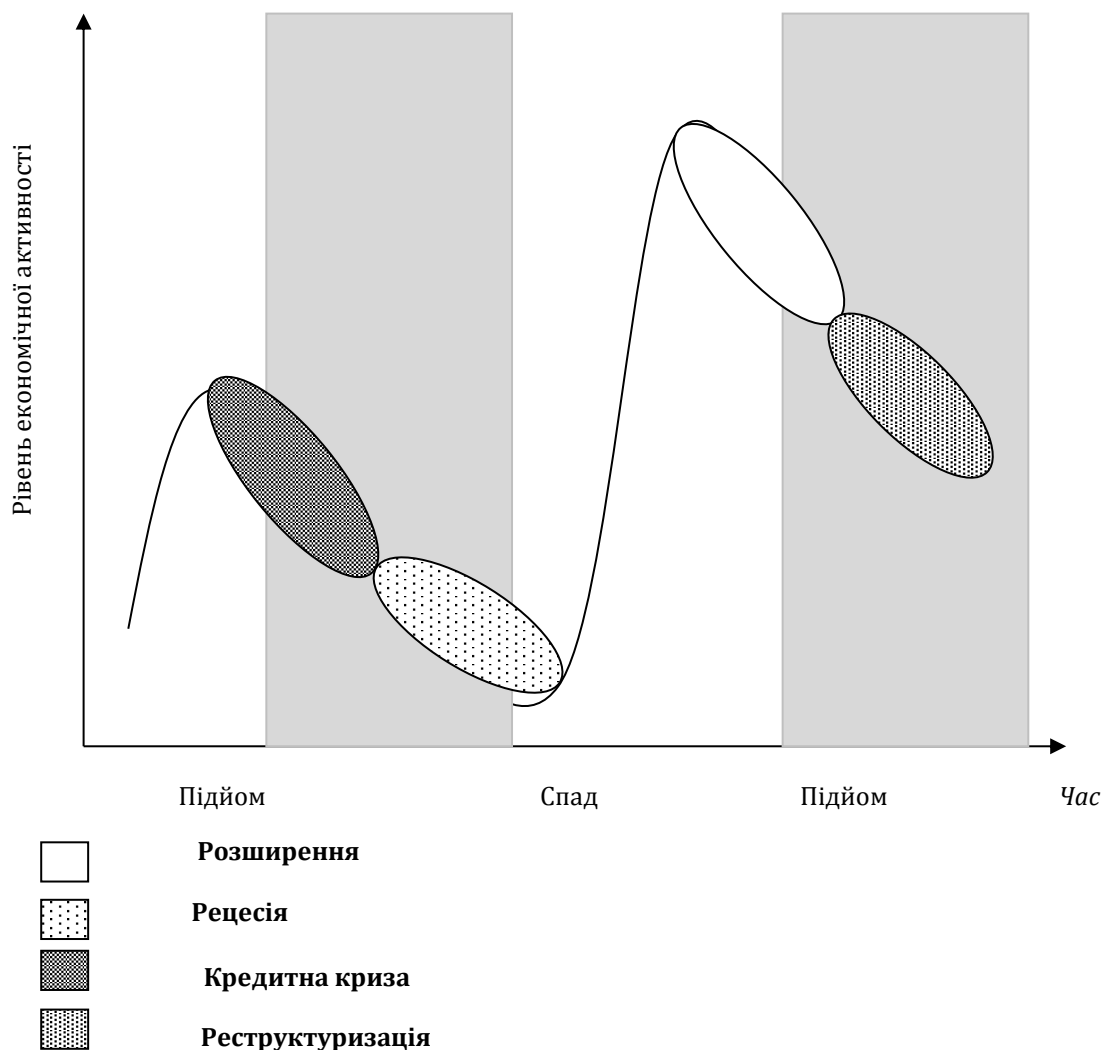 Рівень економічної активності
Підйом Спад Підйом Час
Розширення
Рецесія
Кредитна криза
Реструктуризація